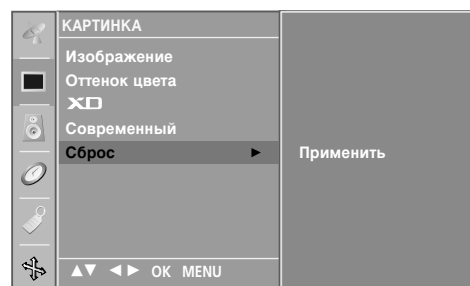 КАРТИНКА
Изображение
Оттенок цвета
XD
Современный
Сброс ► Применить
▲▼ ◄► OK MENU